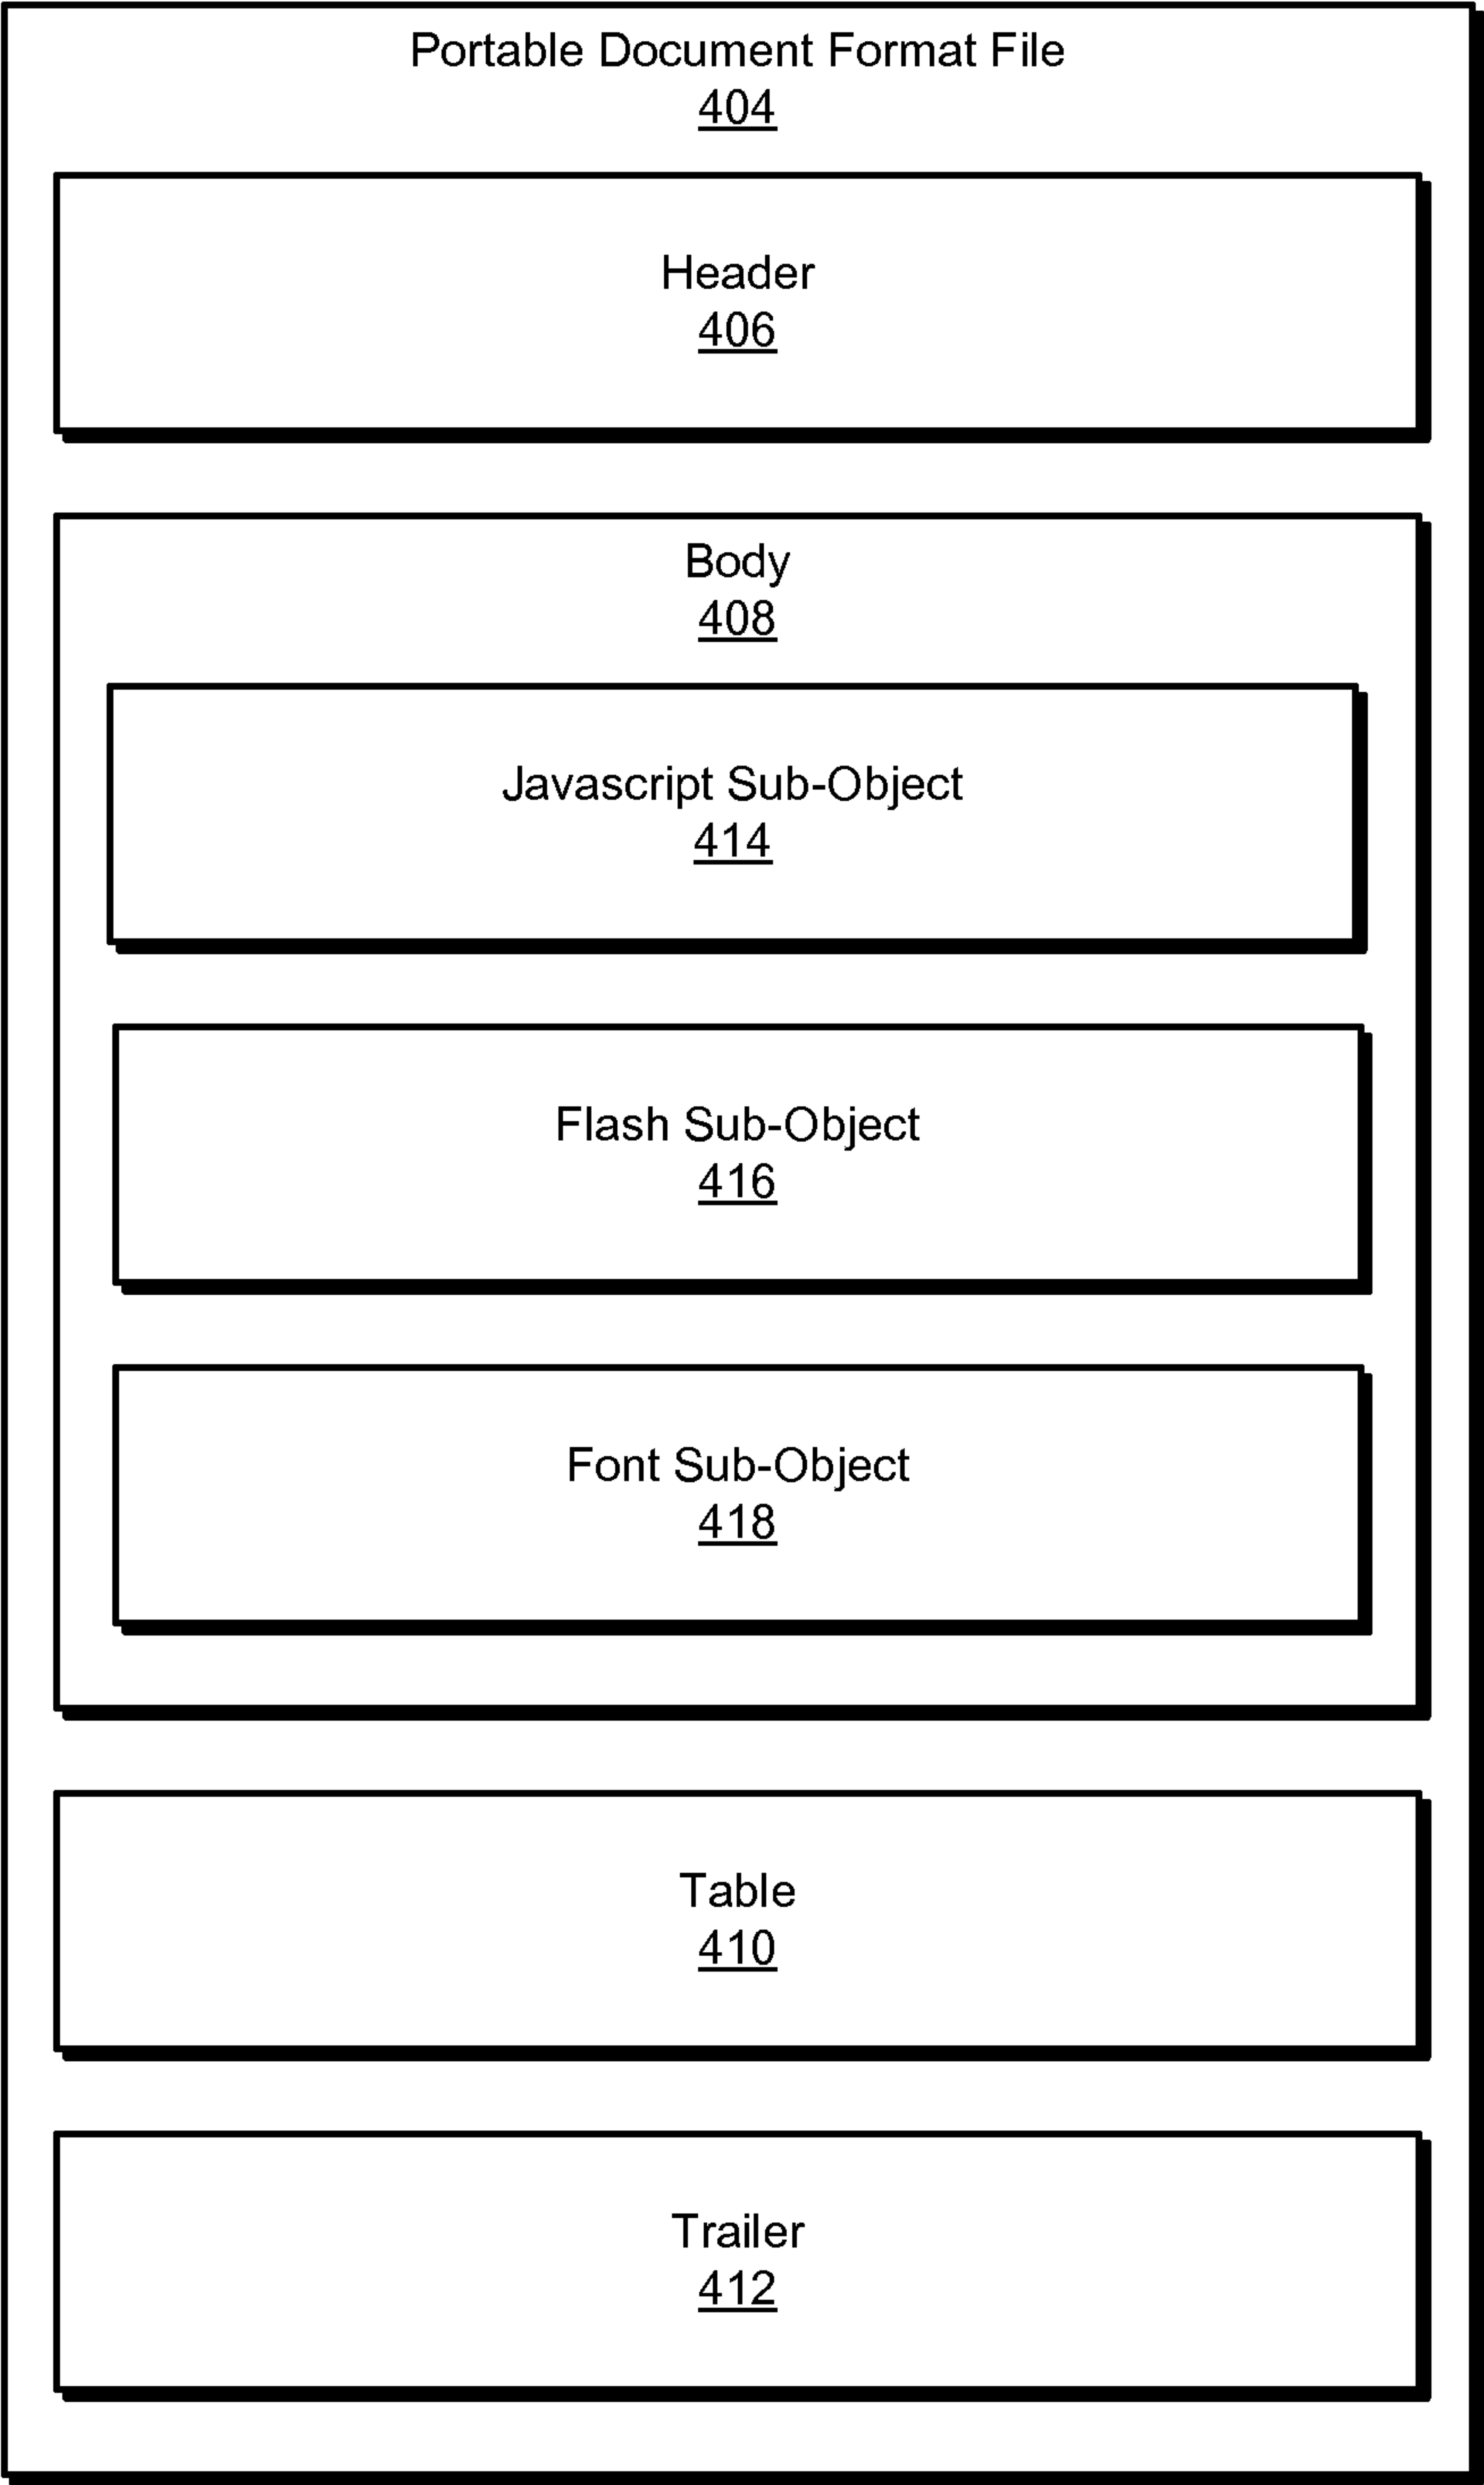 Portable Document Format File
404
Header
406
Body
408
Javascript Sub-Object
414
Flash Sub-Object
416
Font Sub-Object
418
Table
410
Trailer
412